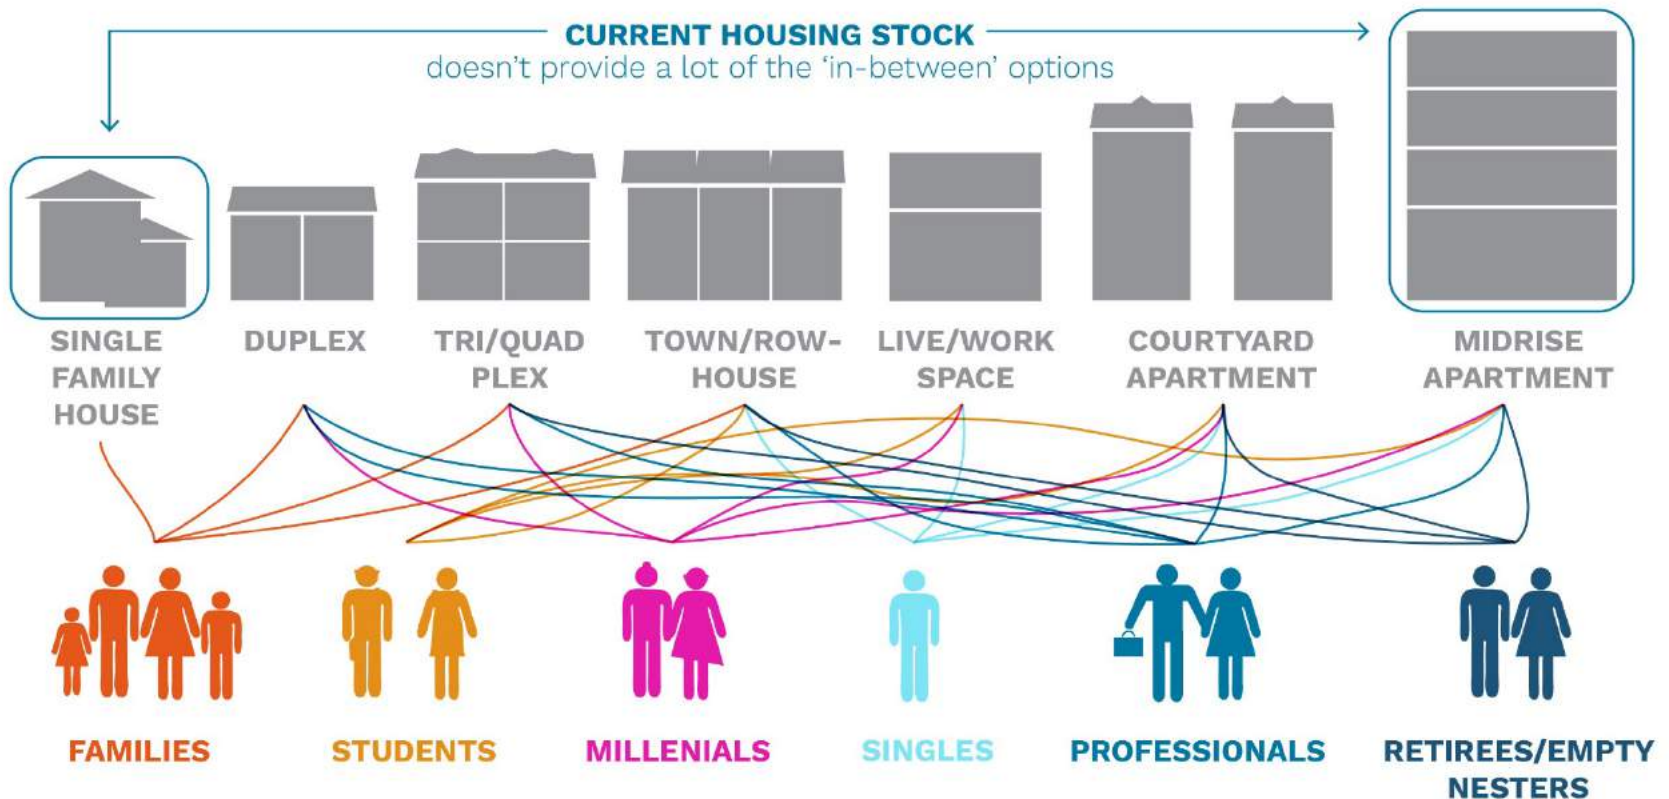 CURRENT HOUSING STOCK
doesn't provide a lot of the 'in-between' options
SINGLE
FAMILY
HOUSE
DUPLEX
TRI/QUAD
PLEX
TOWN/ROW-
HOUSE
LIVE/WORK
SPACE
COURTYARD
APARTMENT
MIDRISE
APARTMENT
FAMILIES
STUDENTS
MILLENIALS
SINGLES
PROFESSIONALS
RETIREES/EMPTY
NESTERS